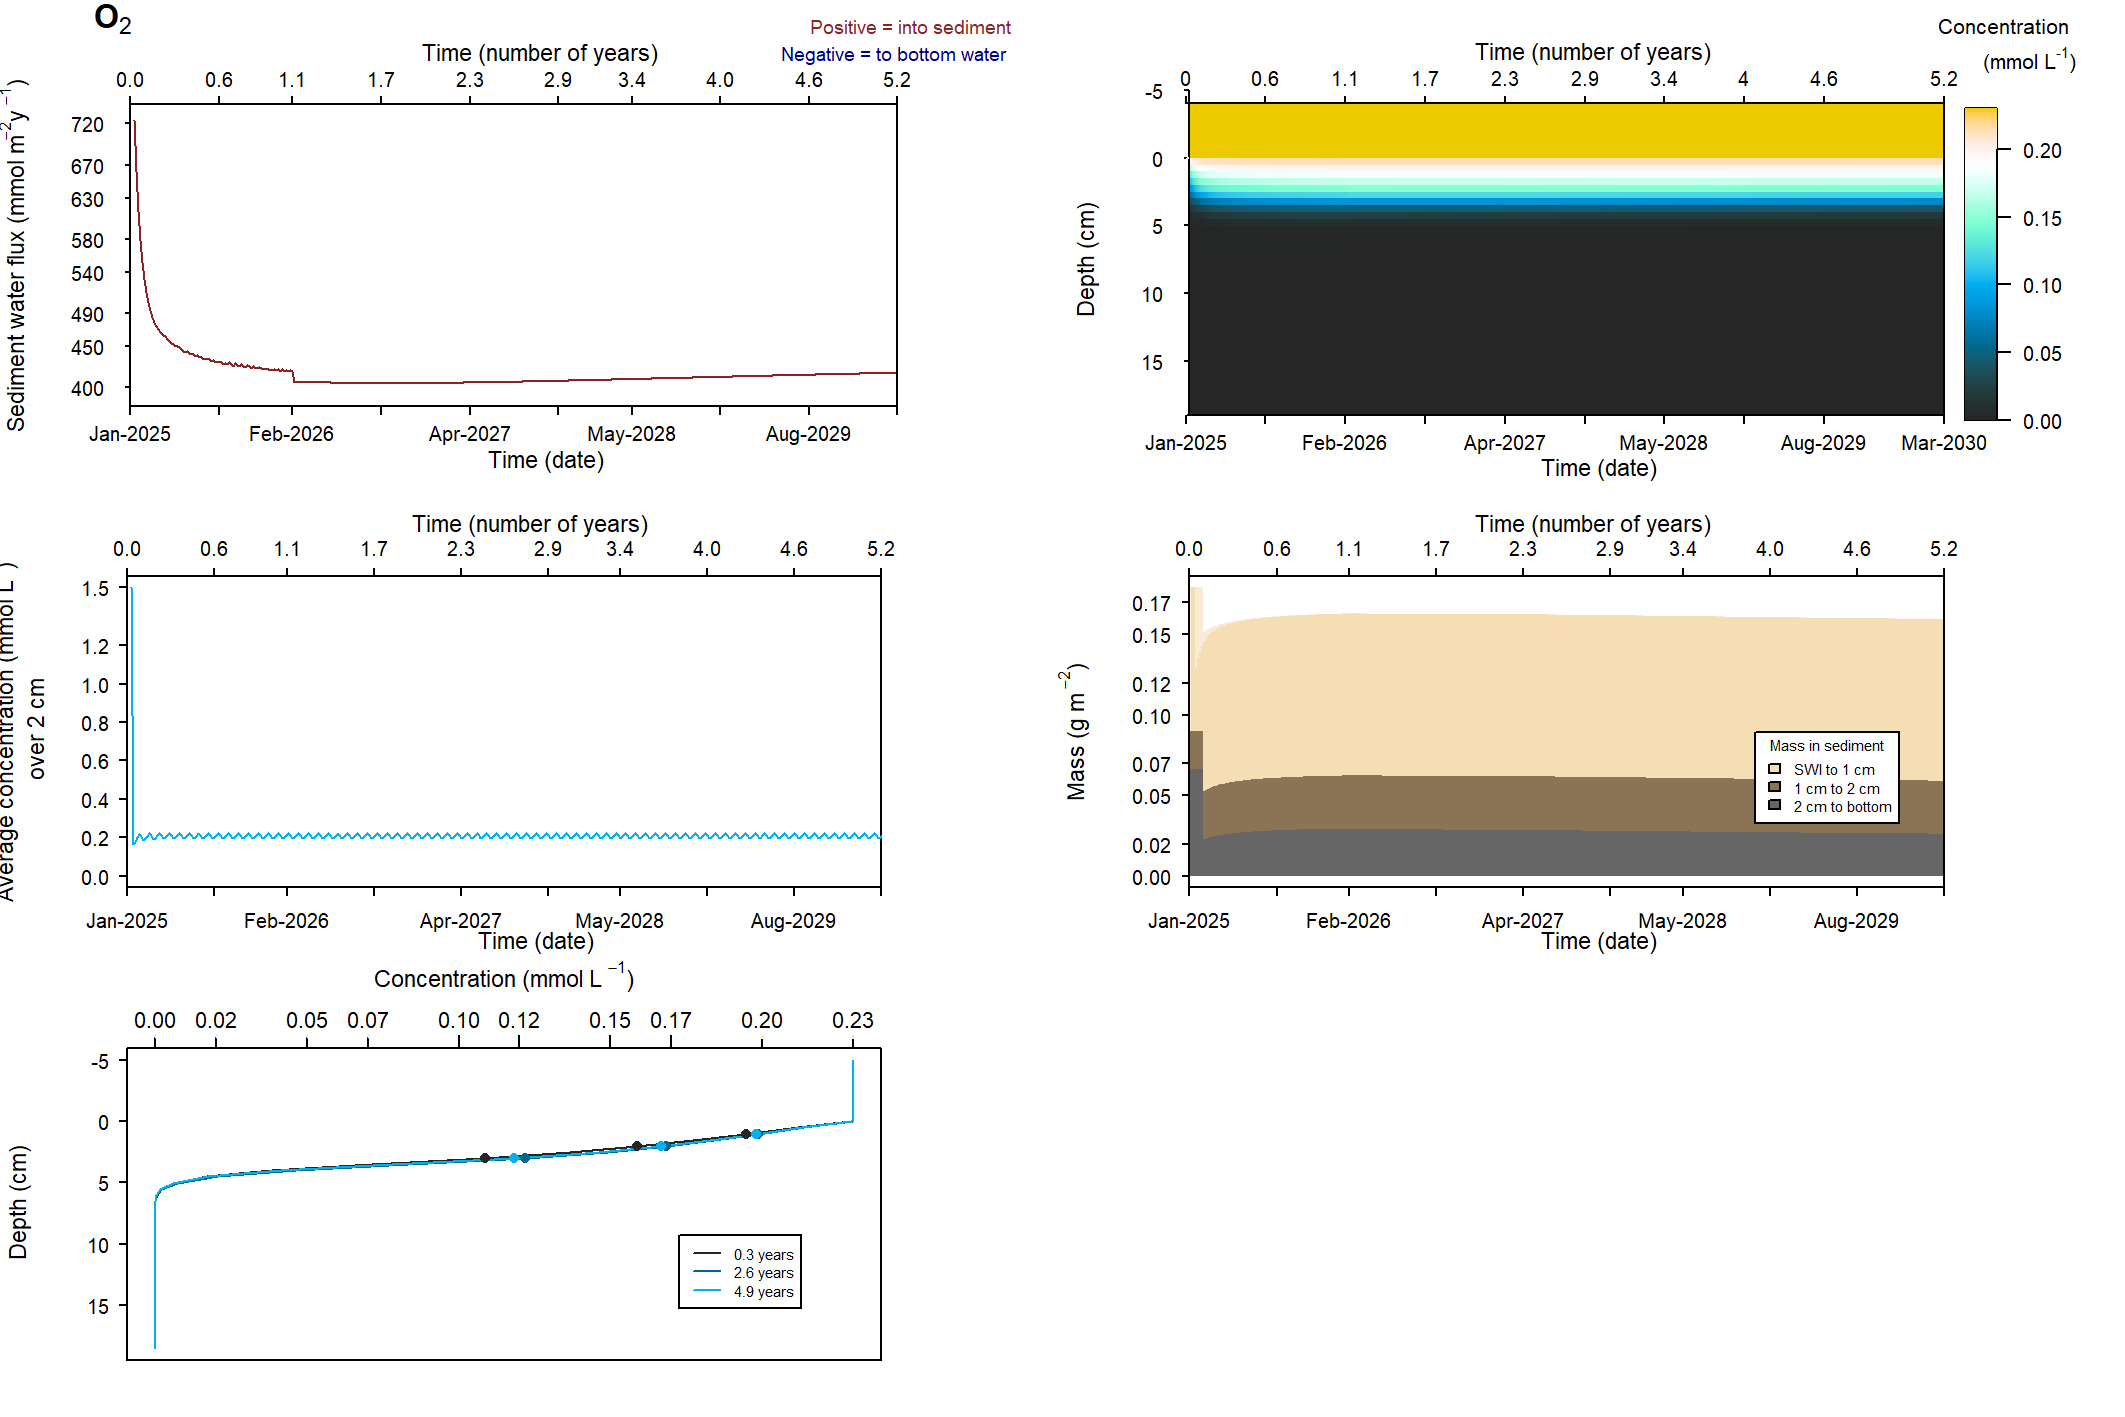 O2
Positive = into sediment
Negative = to bottom water
Time (number of years)
0.0 0.6 1.1 1.7 2.3 2.9 3.4 4.0 4.6 5.2
Sediment water flux (mmol m−2y−1)
720
670
630
580
540
490
450
400
Jan-2025 Feb-2026 Apr-2027 May-2028 Aug-2029
Time (date)
Time (number of years)
0 0.6 1.1 1.7 2.3 2.9 3.4 4 4.6 5.2
Concentration
(mmol L-1)
Depth (cm)
-5
0
5
10
15
0.20
0.15
0.10
0.05
0.00
Jan-2025 Feb-2026 Apr-2027 May-2028 Aug-2029 Mar-2030
Time (date)
Time (number of years)
0.0 0.6 1.1 1.7 2.3 2.9 3.4 4.0 4.6 5.2
Average concentration (mmol L )
over 2 cm
1.5
1.2
1.0
0.8
0.6
0.4
0.2
0.0
Jan-2025 Feb-2026 Apr-2027 May-2028 Aug-2029
Time (date)
Time (number of years)
0.0 0.6 1.1 1.7 2.3 2.9 3.4 4.0 4.6 5.2
Mass (g m−2)
0.17
0.15
0.12
0.10
0.07
0.05
0.02
0.00
Mass in sediment
SWI to 1 cm
1 cm to 2 cm
2 cm to bottom
Jan-2025 Feb-2026 Apr-2027 May-2028 Aug-2029
Time (date)
Concentration (mmol L−1)
0.00 0.02 0.05 0.07 0.10 0.12 0.15 0.17 0.20 0.23
Depth (cm)
-5
0
5
10
15
0.3 years
2.6 years
4.9 years